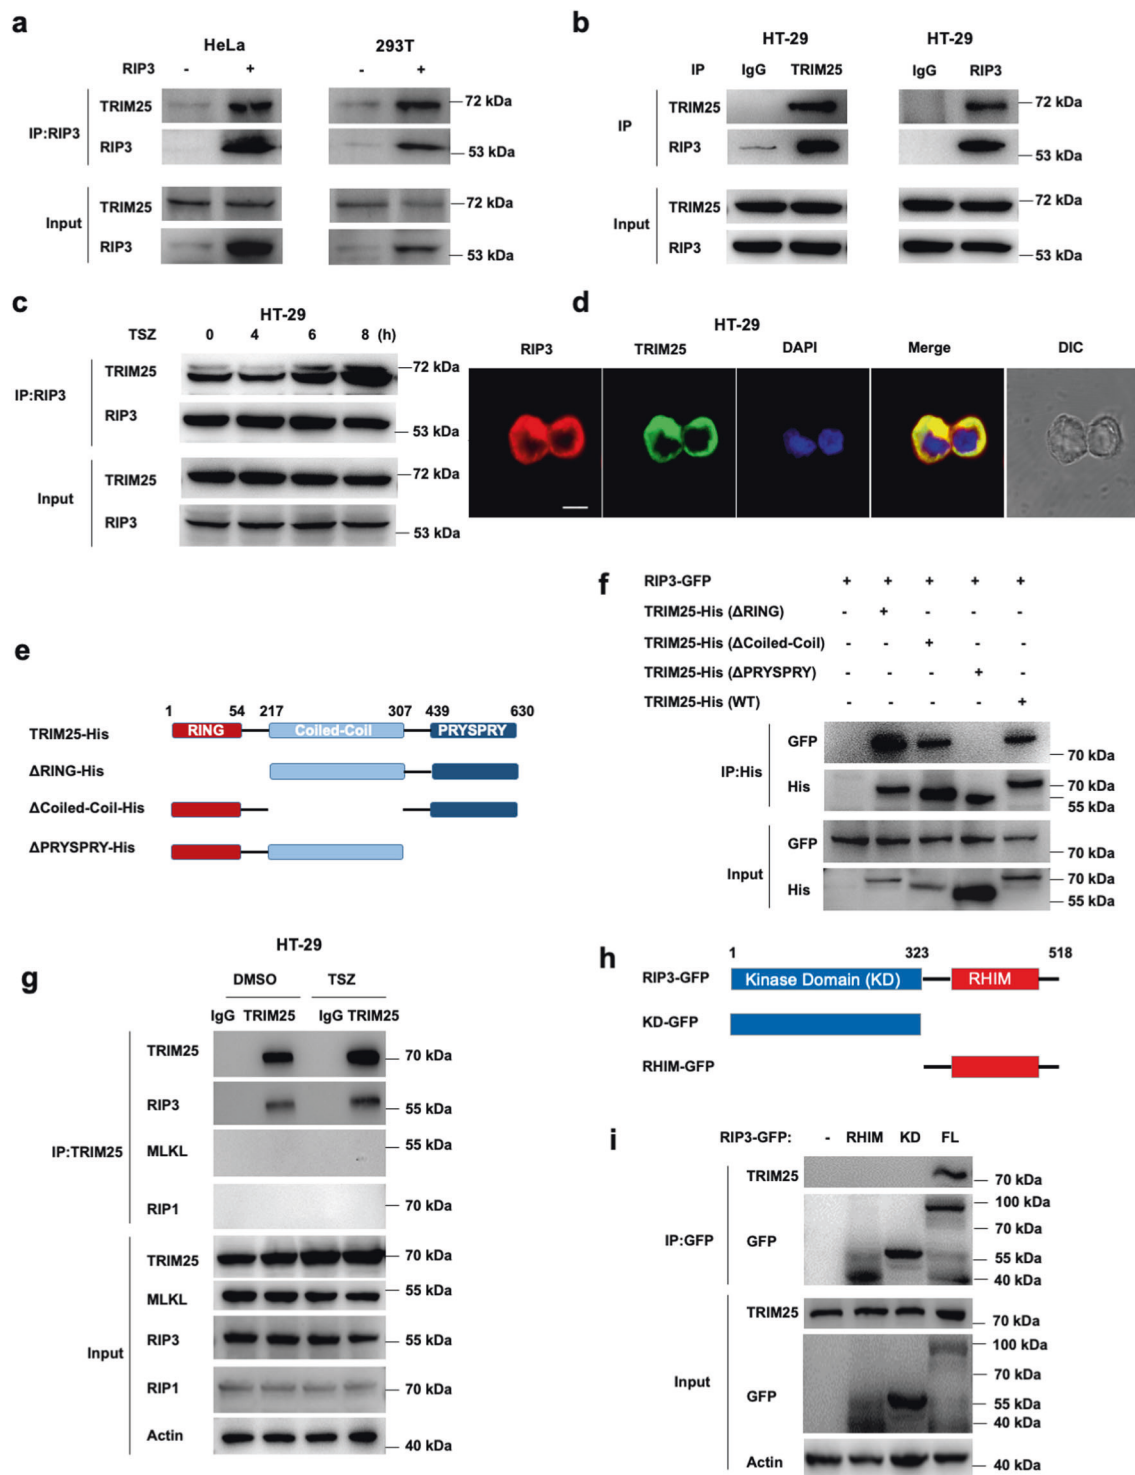 a
HeLa 293T
RIP3 - + - +
TRIM25 72 kDa
IP:RIP3
RIP3 53 kDa
TRIM25 72 kDa
Input
RIP3 53 kDa
b
HT-29 HT-29
IP IgG TRIM25 IgG RIP3
TRIM25 72 kDa
IP
RIP3 53 kDa
TRIM25 72 kDa
Input
RIP3 53 kDa
c
HT-29
TSZ 0 4 6 8 (h)
TRIM25 72 kDa
IP:RIP3
RIP3 53 kDa
TRIM25 72 kDa
Input
RIP3 53 kDa
d
HT-29
RIP3 TRIM25 DAPI Merge DIC
e
1 54 217 307 439 630
TRIM25-His RING Coiled-Coil PRYSPRY
ΔRING-His
ΔCoiled-Coil-His
ΔPRYSPRY-His
f
RIP3-GFP + + + + +
TRIM25-His (ΔRING) - + - - -
TRIM25-His (ΔCoiled-Coil) - - + - -
TRIM25-His (ΔPRYSPRY) - - - + -
TRIM25-His (WT) - - - - +
GFP 70 kDa
IP:His
His 70 kDa
55 kDa
GFP 70 kDa
Input
His 70 kDa
55 kDa
g
HT-29
DMSO TSZ
IgG TRIM25 IgG TRIM25
TRIM25 70 kDa
RIP3 55 kDa
IP:TRIM25
MLKL 55 kDa
RIP1 70 kDa
TRIM25 70 kDa
MLKL 55 kDa
RIP3 55 kDa
Input
RIP1 70 kDa
Actin 40 kDa
h
1 323 518
RIP3-GFP Kinase Domain (KD) RHIM
KD-GFP
RHIM-GFP
i
RIP3-GFP: - RHIM KD FL
TRIM25 70 kDa
100 kDa
70 kDa
IP:GFP GFP
55 kDa
40 kDa
TRIM25 70 kDa
100 kDa
70 kDa
Input GFP
55 kDa
40 kDa
Actin 40 kDa